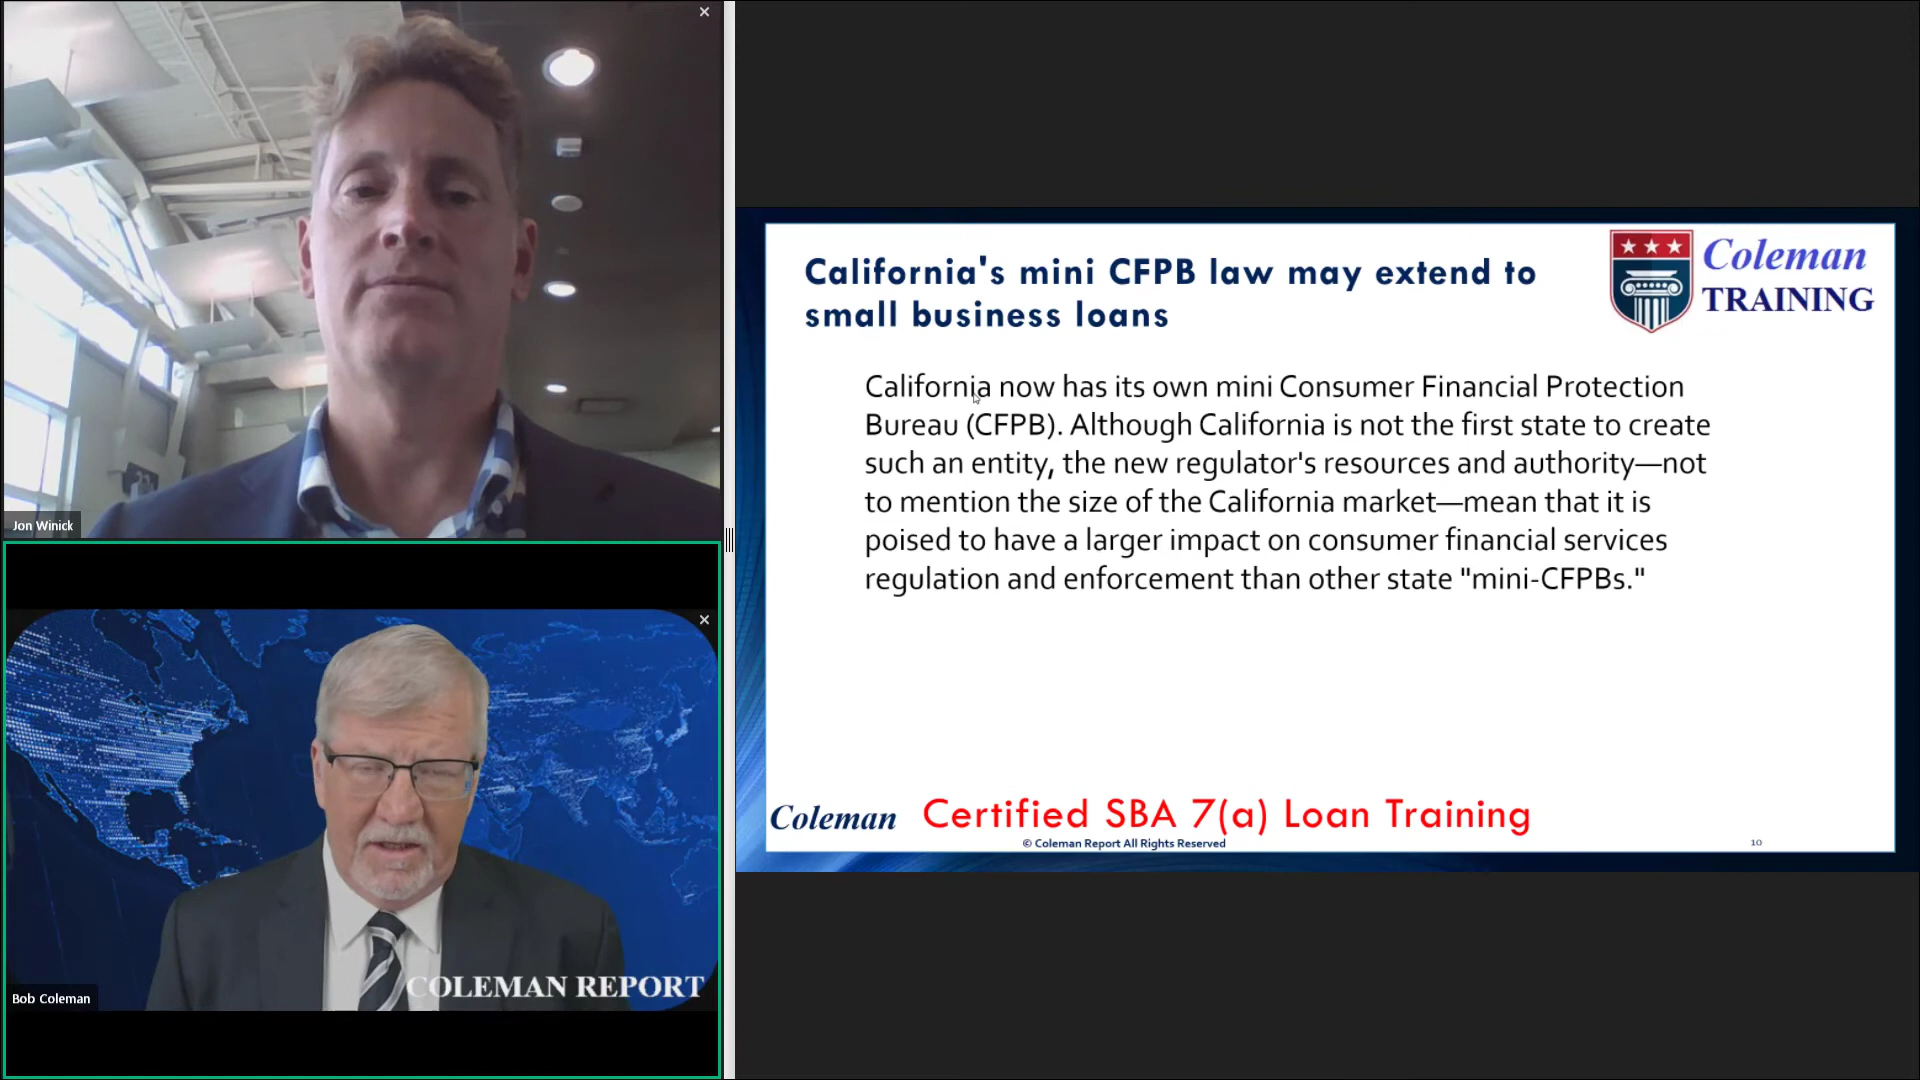 Jon Winick
COLEMAN REPORT
Bob Coleman
California's mini CFPB law may extend to
small business loans
Coleman
TRAINING
California now has its own mini Consumer Financial Protection
Bureau (CFPB). Although California is not the first state to create
such an entity, the new regulator's resources and authority—not
to mention the size of the California market—mean that it is
poised to have a larger impact on consumer financial services
regulation and enforcement than other state "mini-CFPBs."
Coleman Certified SBA 7(a) Loan Training
© Coleman Report All Rights Reserved
10